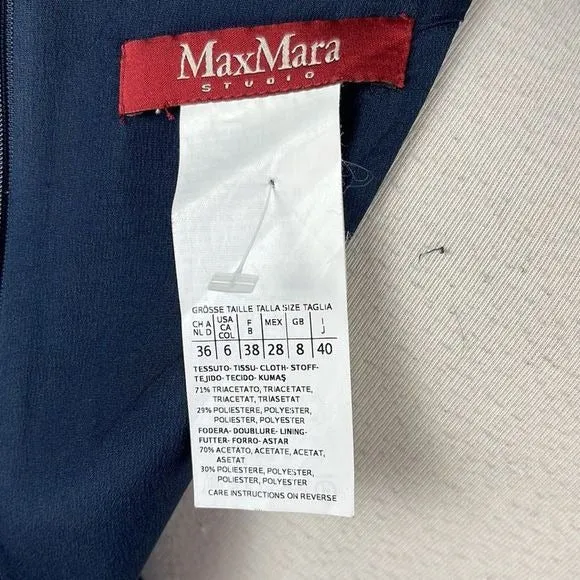 MaxMara
STUDIO
GRÖSSE TAILLE TALLA SIZE TAGLIA
CH A NL D USA CA COL F B MEX GB I J
36 6 38 28 8 40
TESSUTO- TISSU- CLOTH- STOFF-
TEJIDO- TECIDO- KUMAŞ
71% TRIACETATO, TRIACETATE,
TRIACETAT, TRIASETAT
29% POLIESTERE, POLYESTER,
POLIESTER, POLYESTER
FODERA- DOUBLURE- LINING-
FUTTER- FORRO- ASTAR
70% ACETATO, ACETATE, ACETAT,
ASETAT
30% POLIESTERE, POLYESTER,
POLIESTER, POLYESTER
CARE INSTRUCTIONS ON REVERSE